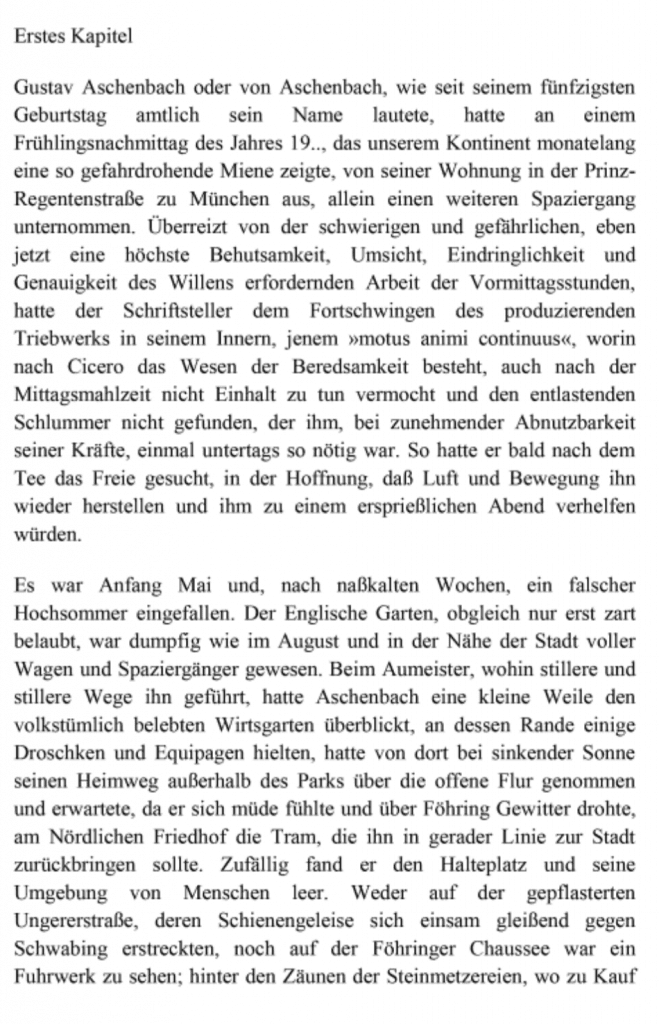 Erstes Kapitel
Gustav Aschenbach oder von Aschenbach, wie seit seinem fünfzigsten
Geburtstag amtlich sein Name lautete, hatte an einem
Frühlingsnachmittag des Jahres 19.., das unserem Kontinent monatelang
eine so gefahrdrohende Miene zeigte, von seiner Wohnung in der Prinz-
Regentenstraße zu München aus, allein einen weiteren Spaziergang
unternommen. Überreizt von der schwierigen und gefährlichen, eben
jetzt eine höchste Behutsamkeit, Umsicht, Eindringlichkeit und
Genauigkeit des Willens erfordernden Arbeit der Vormittagsstunden,
hatte der Schriftsteller dem Fortschwingen des produzierenden
Triebwerks in seinem Innern, jenem »motus animi continuus«, worin
nach Cicero das Wesen der Beredsamkeit besteht, auch nach der
Mittagsmahlzeit nicht Einhalt zu tun vermocht und den entlastenden
Schlummer nicht gefunden, der ihm, bei zunehmender Abnutzbarkeit
seiner Kräfte, einmal untertags so nötig war. So hatte er bald nach dem
Tee das Freie gesucht, in der Hoffnung, daß Luft und Bewegung ihn
wieder herstellen und ihm zu einem ersprießlichen Abend verhelfen
würden.
Es war Anfang Mai und, nach naßkalten Wochen, ein falscher
Hochsommer eingefallen. Der Englische Garten, obgleich nur erst zart
belaubt, war dumpfig wie im August und in der Nähe der Stadt voller
Wagen und Spaziergänger gewesen. Beim Aumeister, wohin stillere und
stillere Wege ihn geführt, hatte Aschenbach eine kleine Weile den
volkstümlich belebten Wirtsgarten überblickt, an dessen Rande einige
Droschken und Equipagen hielten, hatte von dort bei sinkender Sonne
seinen Heimweg außerhalb des Parks über die offene Flur genommen
und erwartete, da er sich müde fühlte und über Föhring Gewitter drohte,
am Nördlichen Friedhof die Tram, die ihn in gerader Linie zur Stadt
zurückbringen sollte. Zufällig fand er den Halteplatz und seine
Umgebung von Menschen leer. Weder auf der gepflasterten
Ungererstraße, deren Schienengeleise sich einsam gleißend gegen
Schwabing erstreckten, noch auf der Föhringer Chaussee war ein
Fuhrwerk zu sehen; hinter den Zäunen der Steinmetzereien, wo zu Kauf